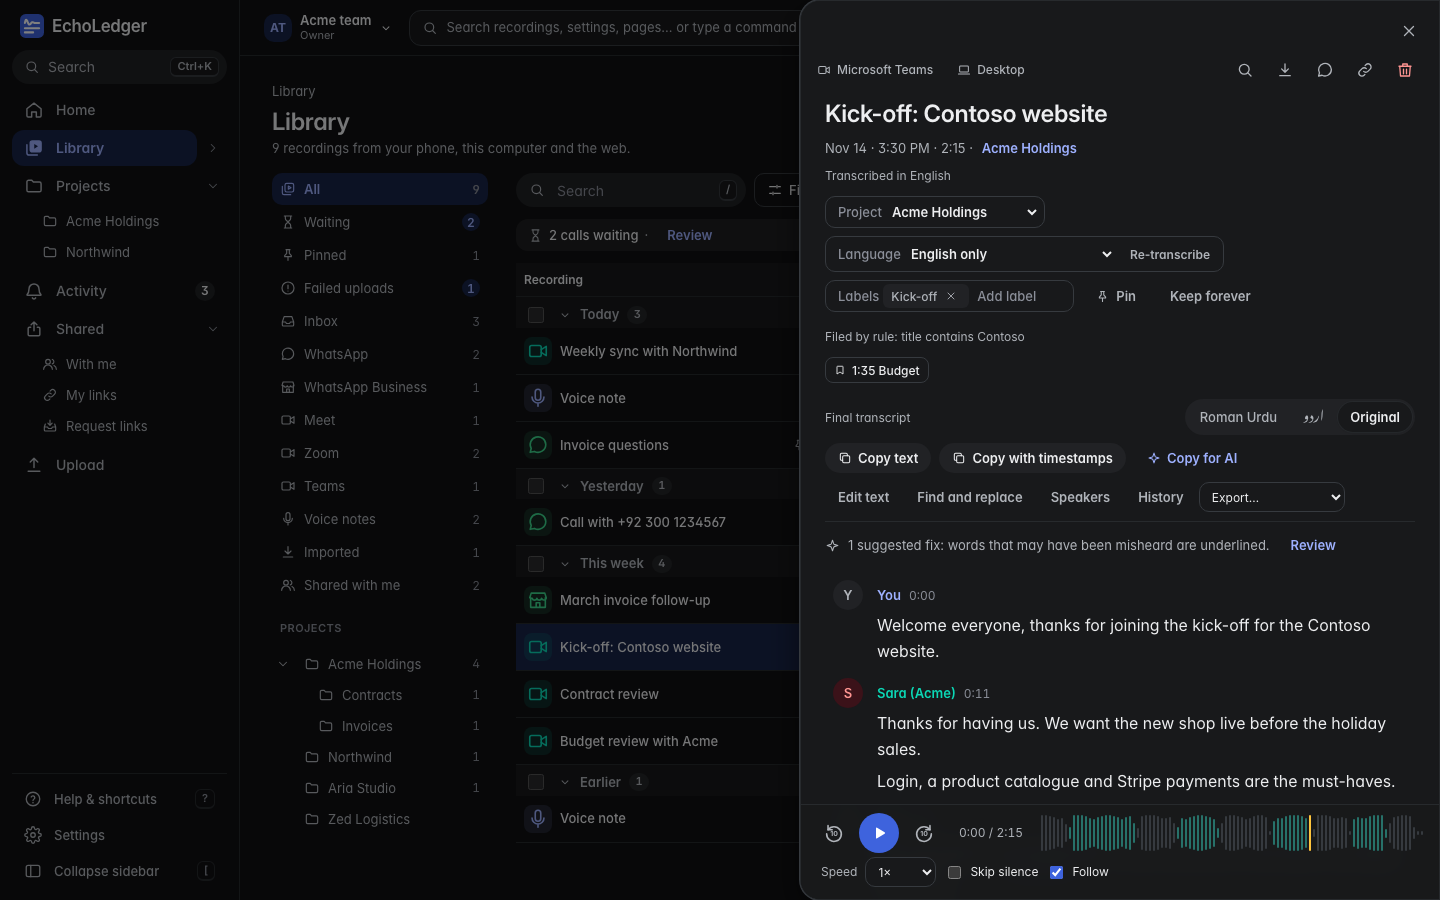 EchoLedger
Search Ctrl+K
Home
Library
Projects
Acme Holdings
Northwind
Activity 3
Shared
With me
My links
Request links
Upload
Help & shortcuts ?
Settings
Collapse sidebar [
AT Acme team
Owner
Search recordings, settings, pages... or type a command
Library
Library
9 recordings from your phone, this computer and the web.
All 9
Waiting 2
Pinned 1
Failed uploads 1
Inbox 3
WhatsApp 2
WhatsApp Business 1
Meet 1
Zoom 2
Teams 1
Voice notes 2
Imported 1
Shared with me 2
PROJECTS
Acme Holdings 4
Contracts 1
Invoices 1
Northwind 1
Aria Studio 1
Zed Logistics
Search /
Fi
2 calls waiting · Review
Recording
Today 3
Weekly sync with Northwind
Voice note
Invoice questions
Yesterday 1
Call with +92 300 1234567
This week 4
March invoice follow-up
Kick-off: Contoso website
Contract review
Budget review with Acme
Earlier 1
Voice note
Microsoft Teams Desktop
Kick-off: Contoso website
Nov 14 · 3:30 PM · 2:15 · Acme Holdings
Transcribed in English
Project Acme Holdings
Language English only Re-transcribe
Labels Kick-off × Add label Pin Keep forever
Filed by rule: title contains Contoso
1:35 Budget
Final transcript Roman Urdu اردو Original
Copy text Copy with timestamps Copy for AI
Edit text Find and replace Speakers History Export...
1 suggested fix: words that may have been misheard are underlined. Review
Y You 0:00
Welcome everyone, thanks for joining the kick-off for the Contoso
website.
S Sara (Acme) 0:11
Thanks for having us. We want the new shop live before the holiday
sales.
Login, a product catalogue and Stripe payments are the must-haves.
10 10 0:00 / 2:15
Speed 1× Skip silence Follow